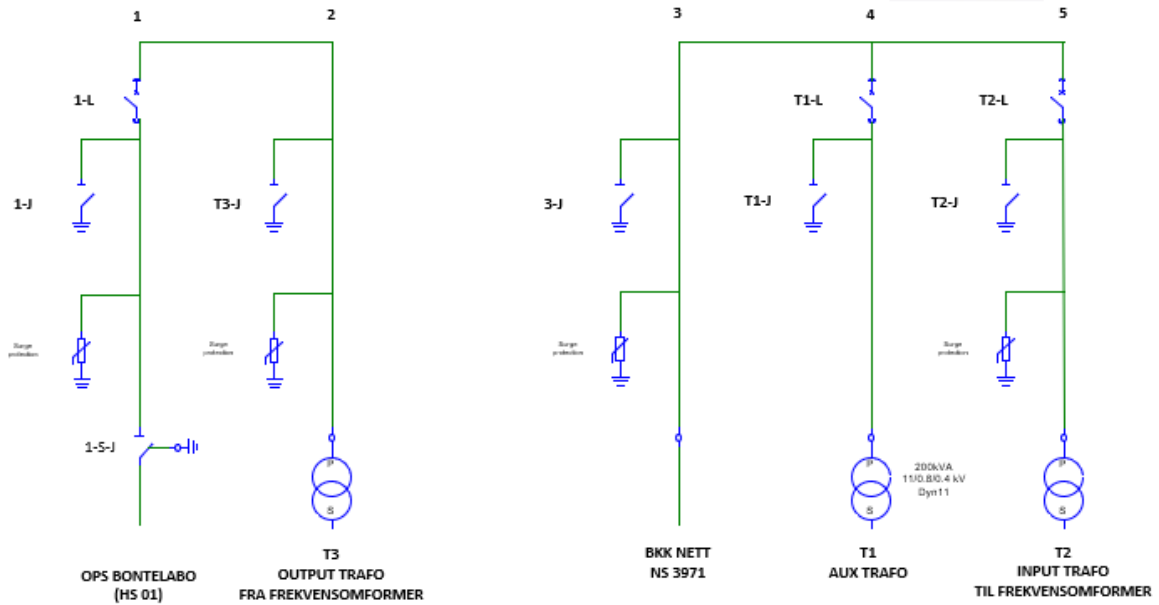 1
2
3
4
5
1-L
T1-L
T2-L
1-J
T3-J
3-J
T1-J
T2-J
Surge
protection
Surge
protection
Surge
protection
Surge
protection
1-S-J
P
S
P
S
P
S
200kVA
11/0.8/0.4 kV
Dyn11
OPS BONTELABO
(HS 01)
T3
OUTPUT TRAFO
FRA FREKVENSOMFORMER
BKK NETT
NS 3971
T1
AUX TRAFO
T2
INPUT TRAFO
TIL FREKVENSOMFORMER